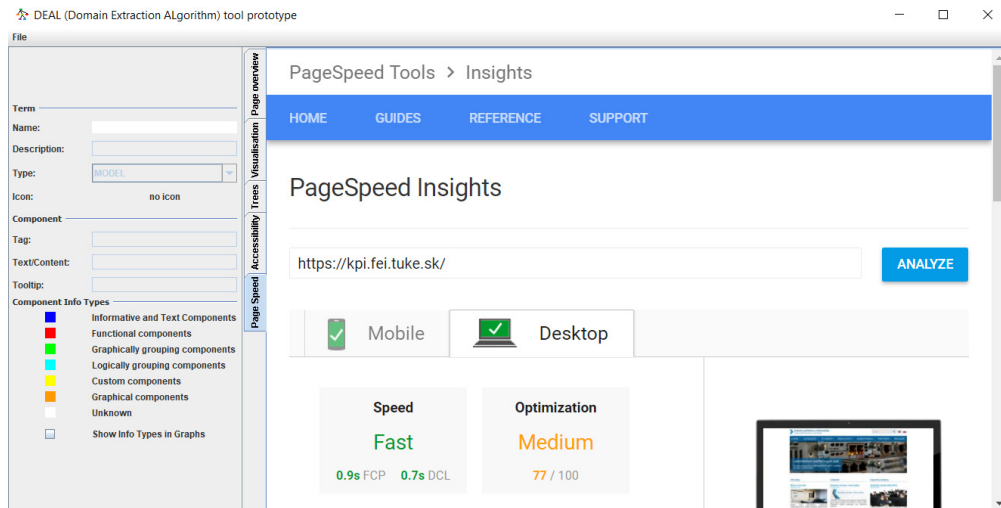 DEAL (Domain Extraction ALgorithm) tool prototype
File
Term
Name:
Description:
Type: MODEL
Icon: no icon
Component
Tag:
Text/Content:
Tooltip:
Component Info Types
Informative and Text Components
Functional components
Graphically grouping components
Logically grouping components
Custom components
Graphical components
Unknown
Show Info Types in Graphs
Page overview
Visualisation
Trees
Accessibility
Page Speed
PageSpeed Tools > Insights
HOME GUIDES REFERENCE SUPPORT
PageSpeed Insights
https://kpi.fei.tuke.sk/ ANALYZE
Mobile Desktop
Speed Optimization
Fast Medium
0.9s FCP 0.7s DCL 77 / 100